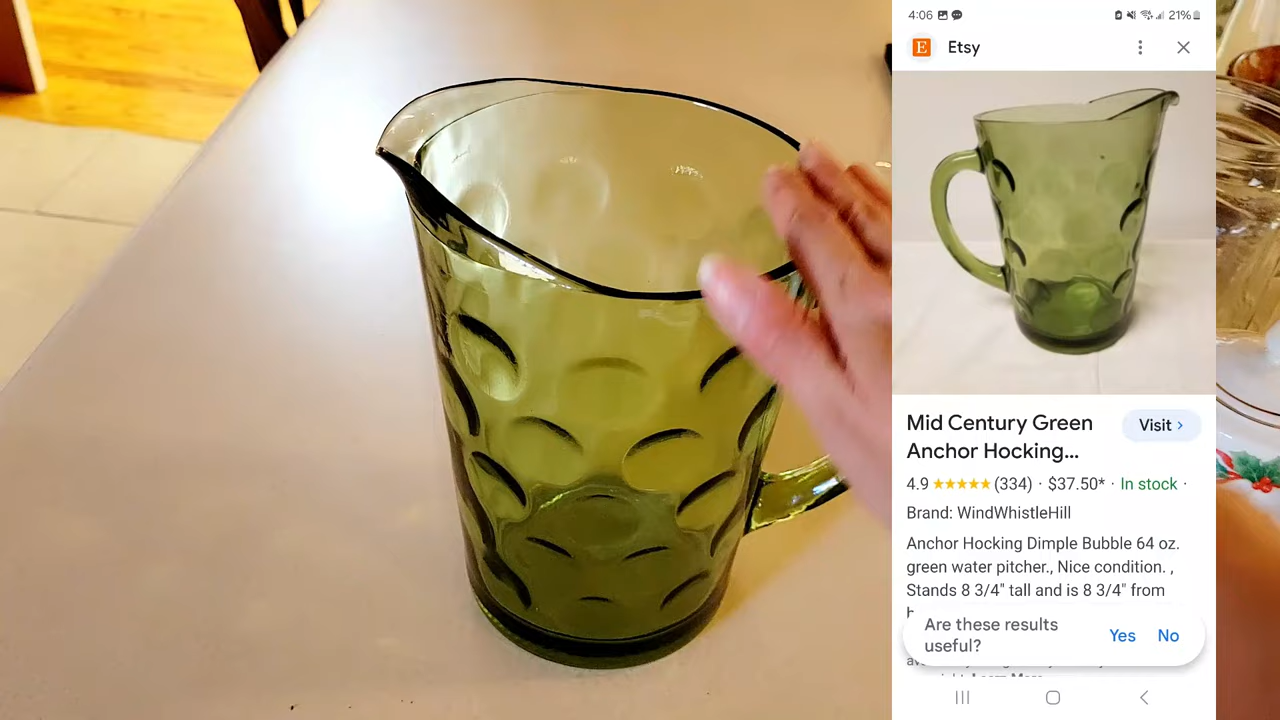 4:06
21%
E Etsy
Mid Century Green
Anchor Hocking...
Visit
4.9 (334) · $37.50* · In stock ·
Brand: WindWhistleHill
Anchor Hocking Dimple Bubble 64 oz.
green water pitcher., Nice condition. ,
Stands 8 3/4" tall and is 8 3/4" from
Are these results
useful?
Yes
No